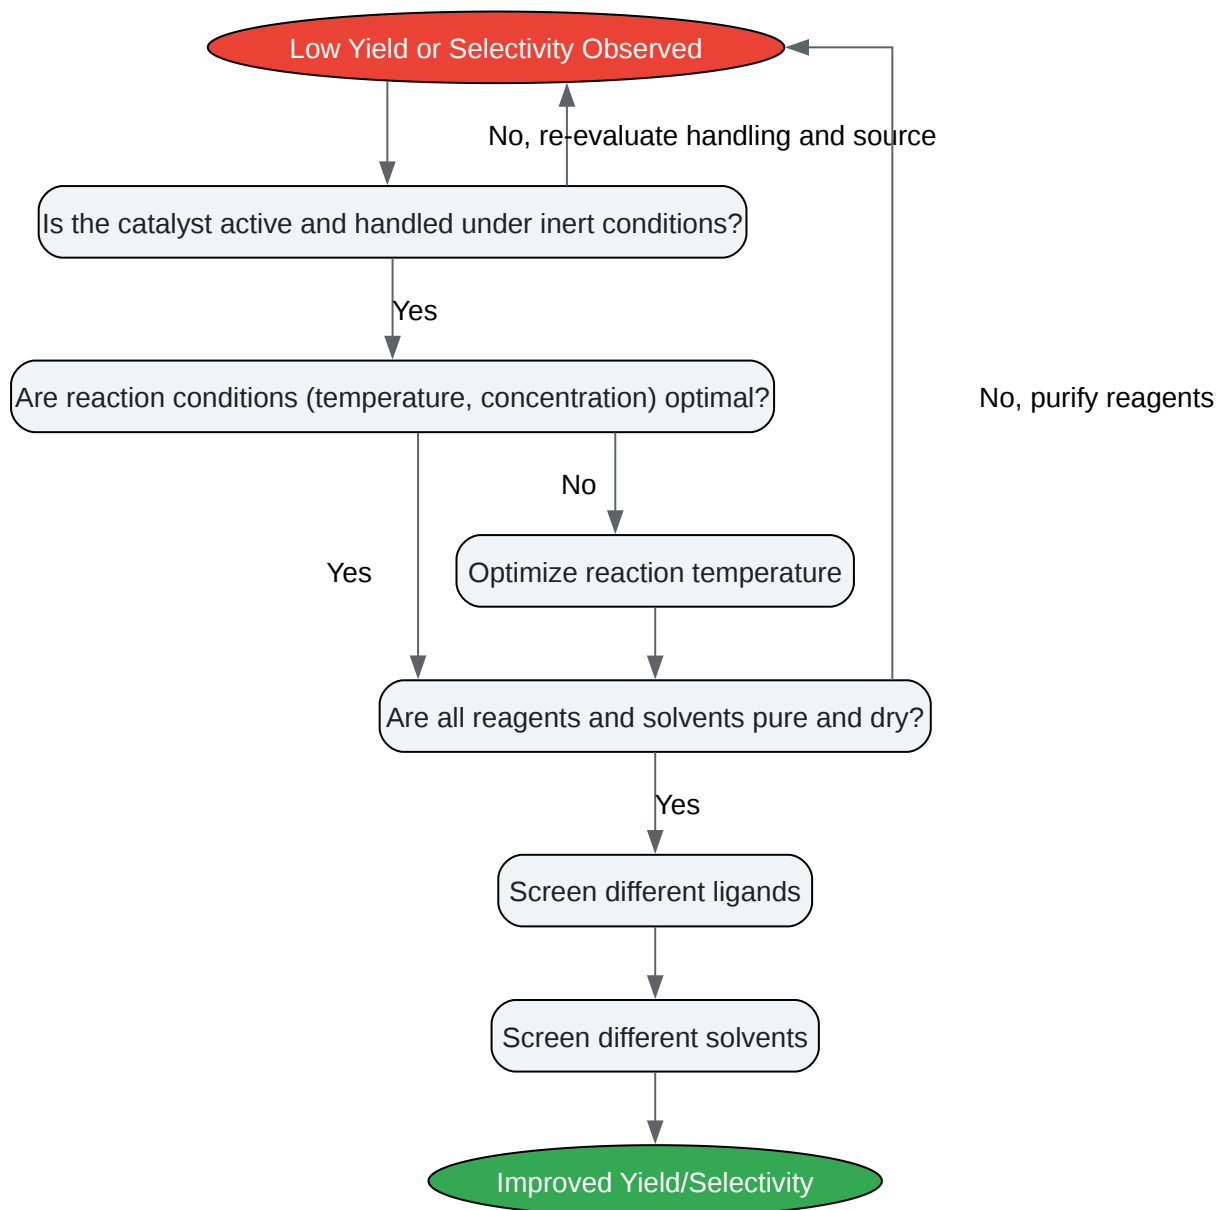 Low Yield or Selectivity Observed
No, re-evaluate handling and source
Is the catalyst active and handled under inert conditions?
Yes
Are reaction conditions (temperature, concentration) optimal?
No, purify reagents
No
Optimize reaction temperature
Yes
Are all reagents and solvents pure and dry?
Yes
Screen different ligands
Screen different solvents
Improved Yield/Selectivity